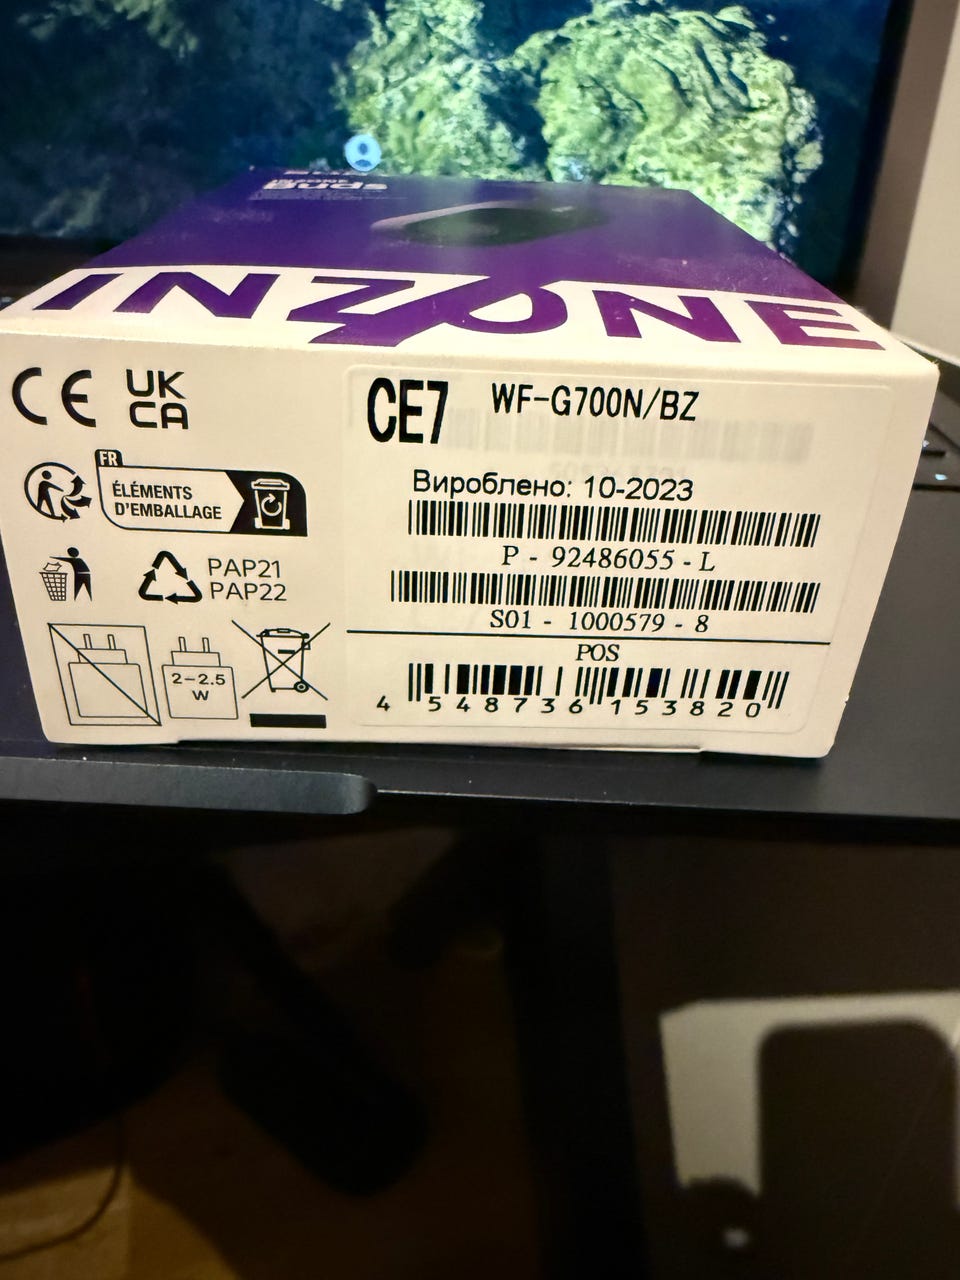 INZONE
CE
UK
CA
FR
ÉLÉMENTS
D'EMBALLAGE
PAP21
PAP22
2–2.5
W
CE7 WF-G700N/BZ
Вироблено: 10-2023
P - 92486055 - L
S01 - 1000579 - 8
POS
4 548736 153820